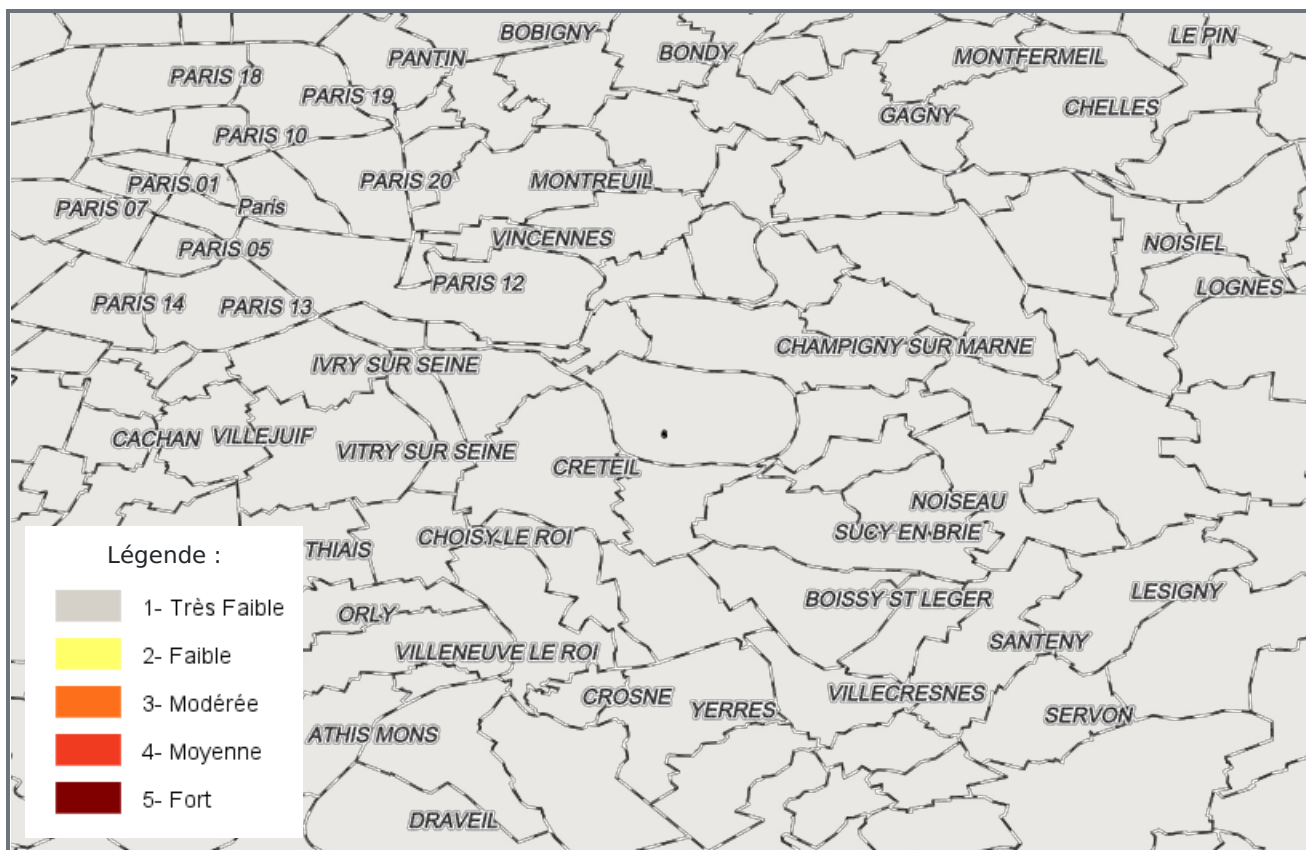 BOBIGNY
LE PIN
BONDY
PANTIN
MONTFERMEIL
PARIS 18
PARIS 19
CHELLES
GAGNY
PARIS 10
PARIS 01
PARIS 20
MONTREUIL
PARIS 07
Paris
PARIS 05
VINCENNES
NOISIEL
PARIS 12
LOGNES
PARIS 14
PARIS 13
CHAMPIGNY SUR MARNE
IVRY SUR SEINE
CACHAN
VILLEJUIF
VITRY SUR SEINE
CRETEIL
NOISEAU
SUCY EN BRIE
CHOISY LE ROI
THIAIS
LESIGNY
BOISSY ST LEGER
ORLY
SANTENY
VILLENEUVE LE ROI
CROSNE
VILLECRESNES
YERRES
SERVON
ATHIS MONS
DRAVEIL
Légende :
1- Très Faible
2- Faible
3- Modérée
4- Moyenne
5- Fort